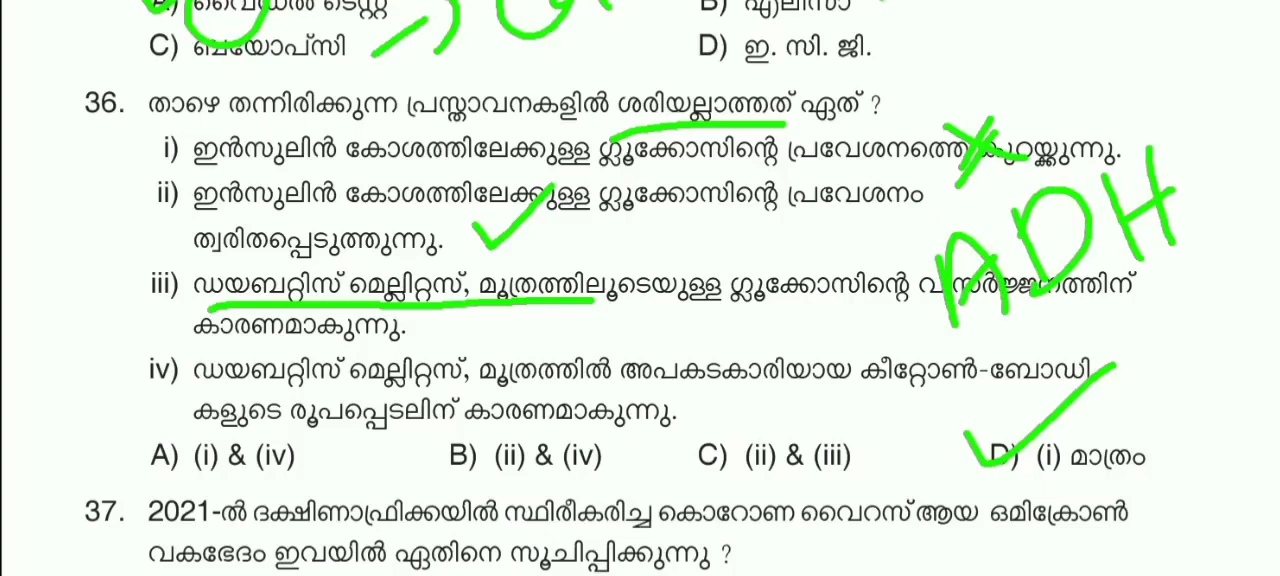 A) വൈഡൽ ടെസ്റ്റ് B) എലിസാ
C) ബയോപ്സി D) ഇ. സി. ജി.
36. താഴെ തന്നിരിക്കുന്ന പ്രസ്താവനകളിൽ ശരിയല്ലാത്തത് ഏത് ?
i) ഇൻസുലിൻ കോശത്തിലേക്കുള്ള ഗ്ലൂക്കോസിന്റെ പ്രവേശനത്തെ കുറയ്ക്കുന്നു.
ii) ഇൻസുലിൻ കോശത്തിലേക്കുള്ള ഗ്ലൂക്കോസിന്റെ പ്രവേശനം
ത്വരിതപ്പെടുത്തുന്നു.
ADH
iii) ഡയബറ്റിസ് മെല്ലിറ്റസ്, മൂത്രത്തിലൂടെയുള്ള ഗ്ലൂക്കോസിന്റെ വിസർജ്ജനത്തിന്
കാരണമാകുന്നു.
iv) ഡയബറ്റിസ് മെല്ലിറ്റസ്, മൂത്രത്തിൽ അപകടകാരിയായ കീറ്റോൺ-ബോഡി
കളുടെ രൂപപ്പെടലിന് കാരണമാകുന്നു.
A) (i) & (iv) B) (ii) & (iv) C) (ii) & (iii) D) (i) മാത്രം
37. 2021-ൽ ദക്ഷിണാഫ്രിക്കയിൽ സ്ഥിരീകരിച്ച കൊറോണ വൈറസ് ആയ ഒമിക്രോൺ
വകഭേദം ഇവയിൽ ഏതിനെ സൂചിപ്പിക്കുന്നു ?